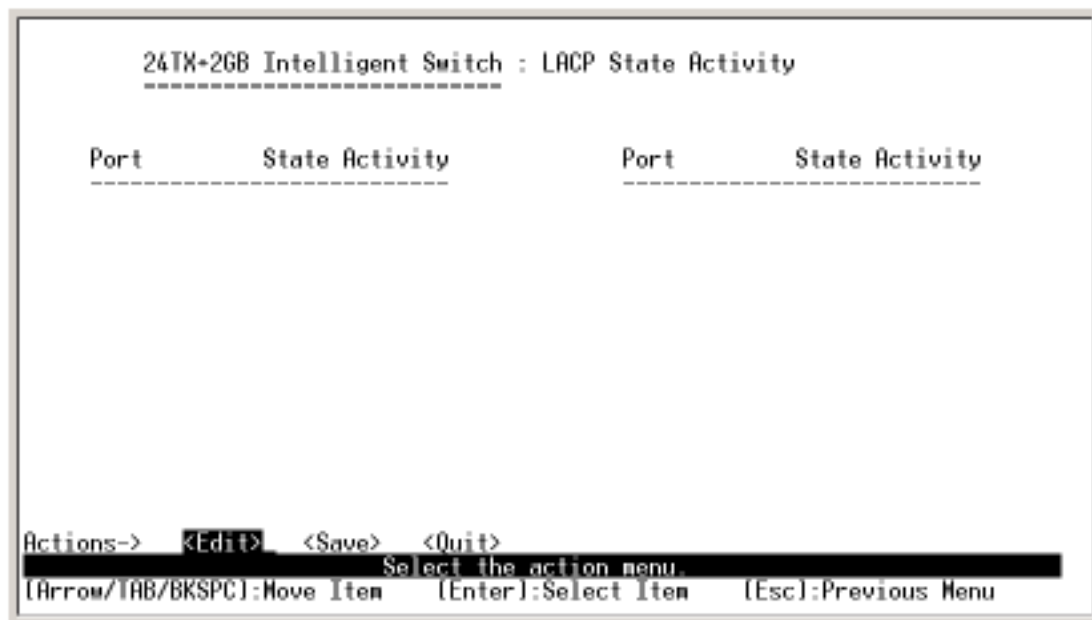 24TX+2GB Intelligent Switch : LACP State Activity
Port State Activity Port State Activity
Actions-> <Edit> <Save> <Quit>
Select the action menu.
[Arrow/TAB/BKSPC]:Move Item [Enter]:Select Item [Esc]:Previous Menu